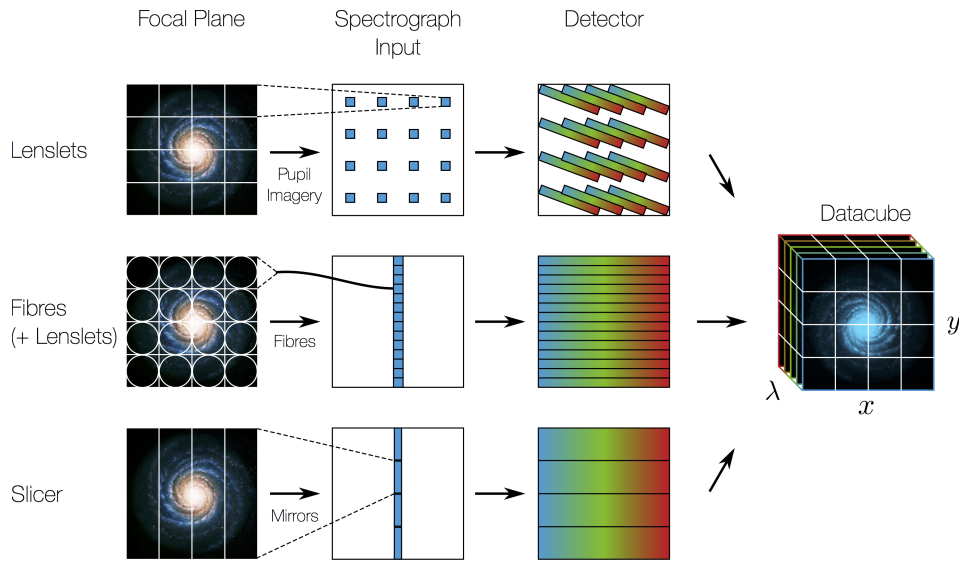 Focal Plane
Spectrograph
Input
Detector
Lenslets
Pupil
Imagery
Datacube
Fibres
(+ Lenslets)
Fibres
y
λ
x
Slicer
Mirrors